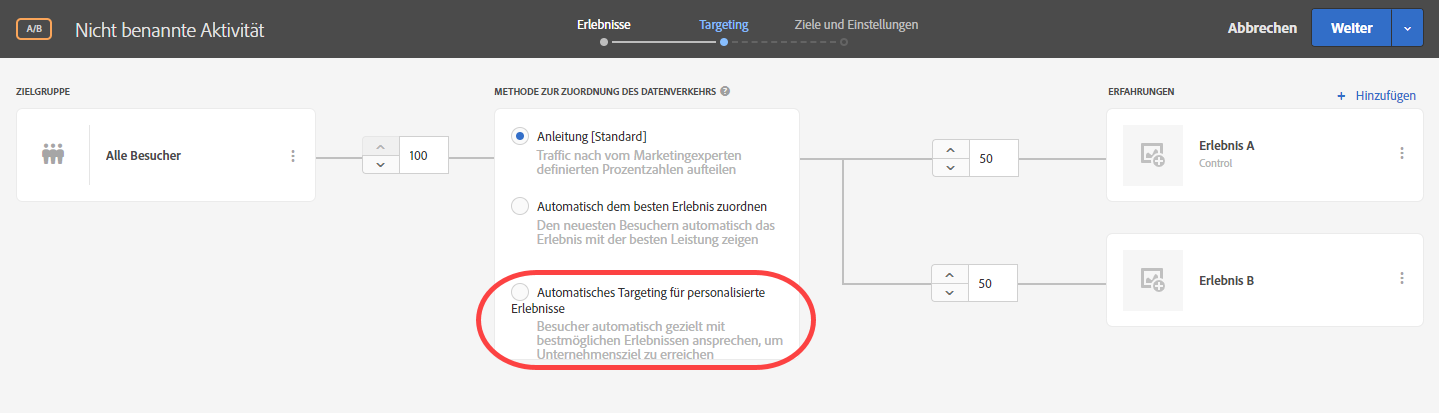 A/B
Nicht benannte Aktivität
Erlebnisse
Targeting
Ziele und Einstellungen
Abbrechen
Weiter
ZIELGRUPPE
METHODE ZUR ZUORDNUNG DES DATENVERKEHRS ?
ERFAHRUNGEN
+ Hinzufügen
Alle Besucher
100
Anleitung [Standard]
Traffic nach vom Marketingexperten
definierten Prozentzahlen aufteilen
Automatisch dem besten Erlebnis zuordnen
Den neuesten Besuchern automatisch das
Erlebnis mit der besten Leistung zeigen
Automatisches Targeting für personalisierte
Erlebnisse
Besucher automatisch gezielt mit
bestmöglichen Erlebnissen ansprechen, um
Unternehmensziel zu erreichen
50
Erlebnis A
Control
50
Erlebnis B